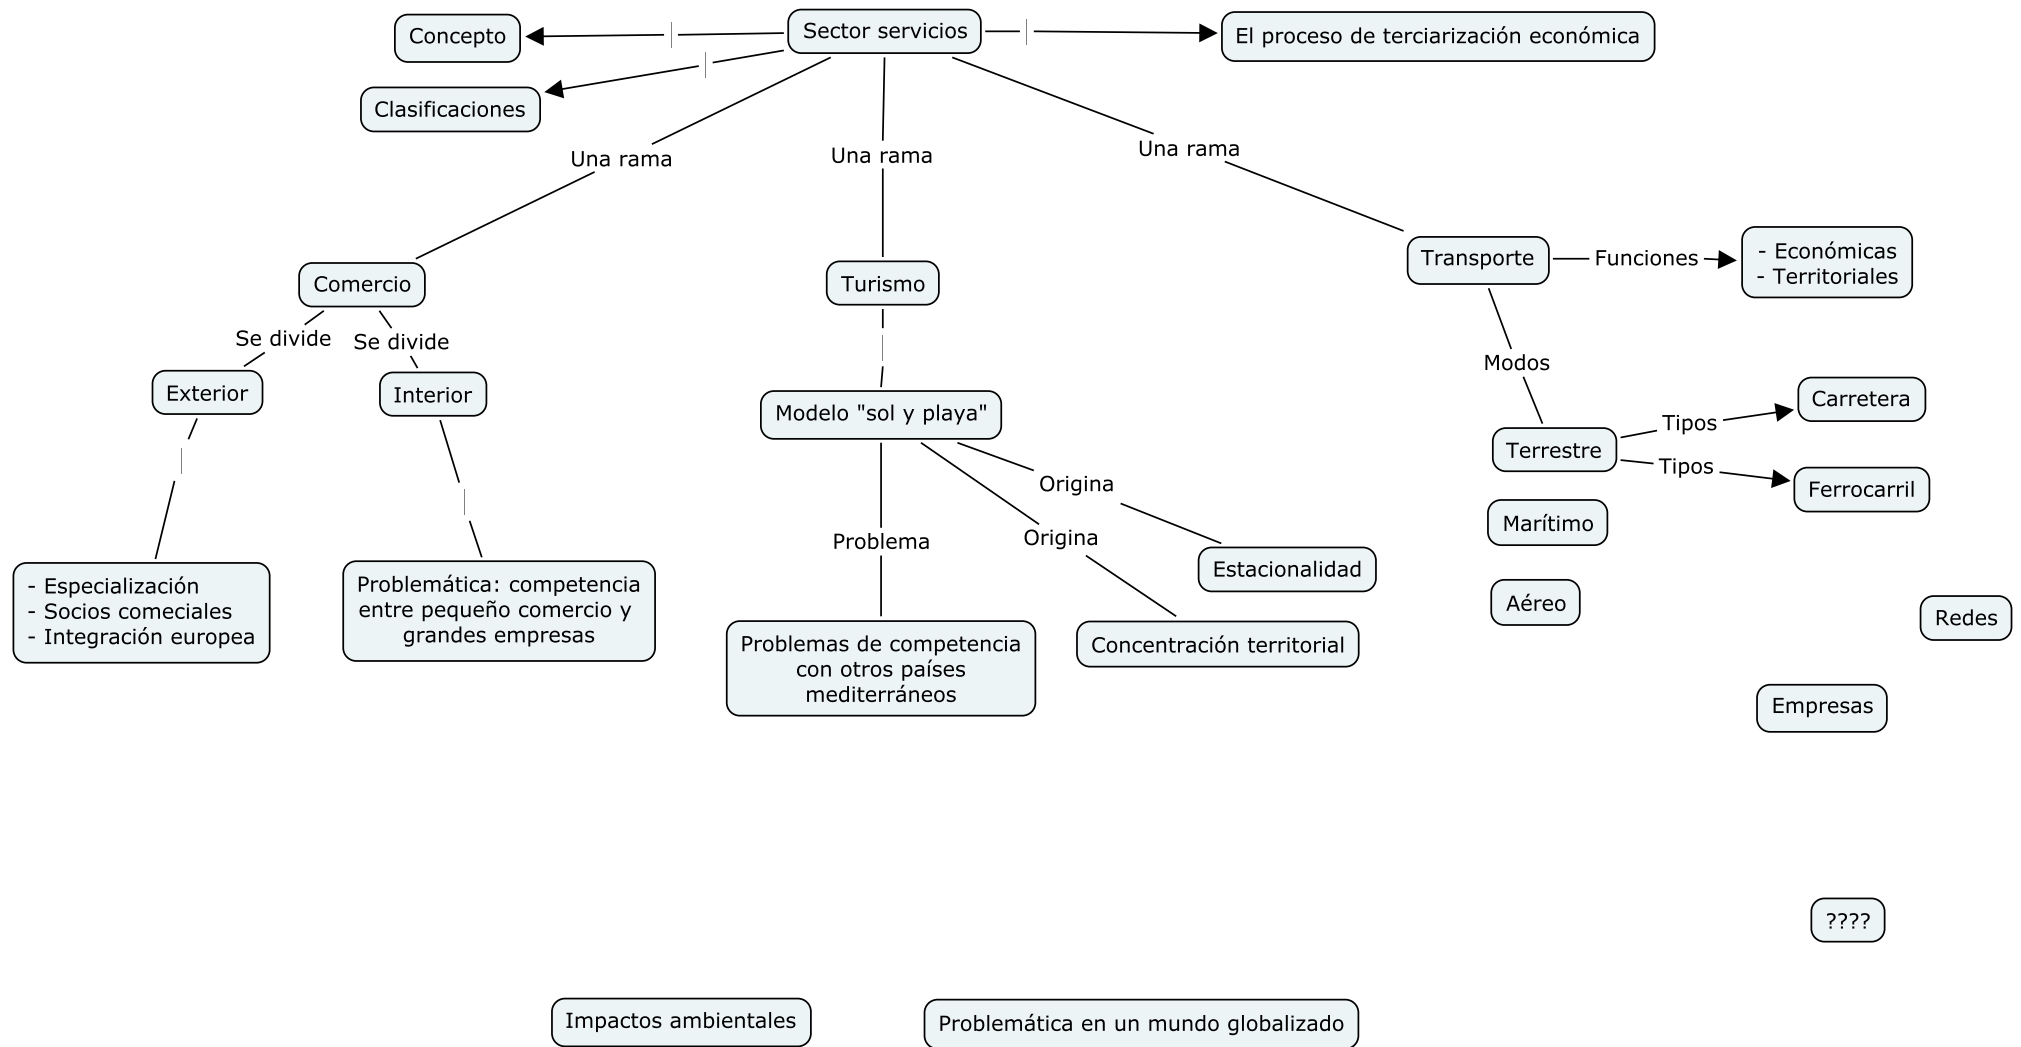 Concepto
Sector servicios
El proceso de terciarización económica
Clasificaciones
Una rama
Una rama
Una rama
Comercio
Turismo
Transporte
Funciones
- Económicas
- Territoriales
Se divide
Se divide
Exterior
Interior
Modelo "sol y playa"
Modos
Terrestre
Tipos
Carretera
Tipos
Ferrocarril
Marítimo
Aéreo
Redes
Empresas
Problema
Origina
Origina
Estacionalidad
Concentración territorial
- Especialización
- Socios comeciales
- Integración europea
Problemática: competencia
entre pequeño comercio y
grandes empresas
Problemas de competencia
con otros países
mediterráneos
????
Impactos ambientales
Problemática en un mundo globalizado